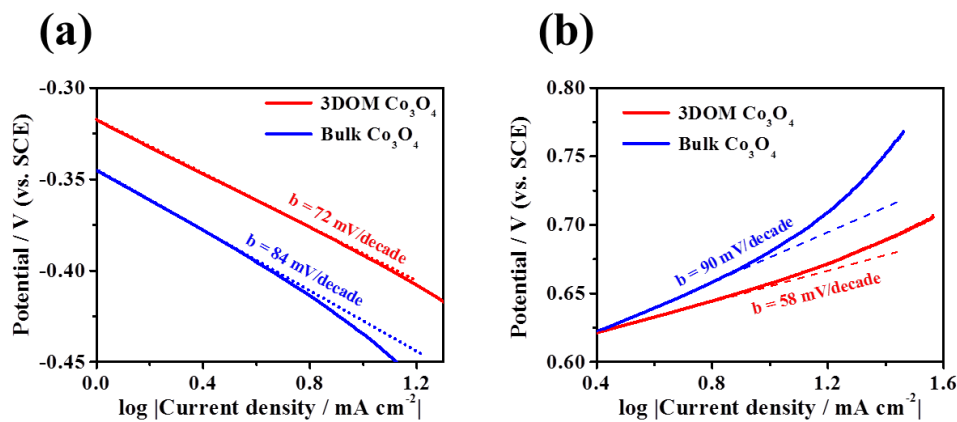 (a)
-0.30
-0.35
-0.40
-0.45
Potential / V (vs. SCE)
3DOM Co₃O₄
Bulk Co₃O₄
b = 72 mV/decade
b = 84 mV/decade
0.0 0.4 0.8 1.2
log |Current density / mA cm⁻²|
(b)
0.80
0.75
0.70
0.65
0.60
Potential / V (vs. SCE)
3DOM Co₃O₄
Bulk Co₃O₄
b = 90 mV/decade
b = 58 mV/decade
0.4 0.8 1.2 1.6
log |Current density / mA cm⁻²|